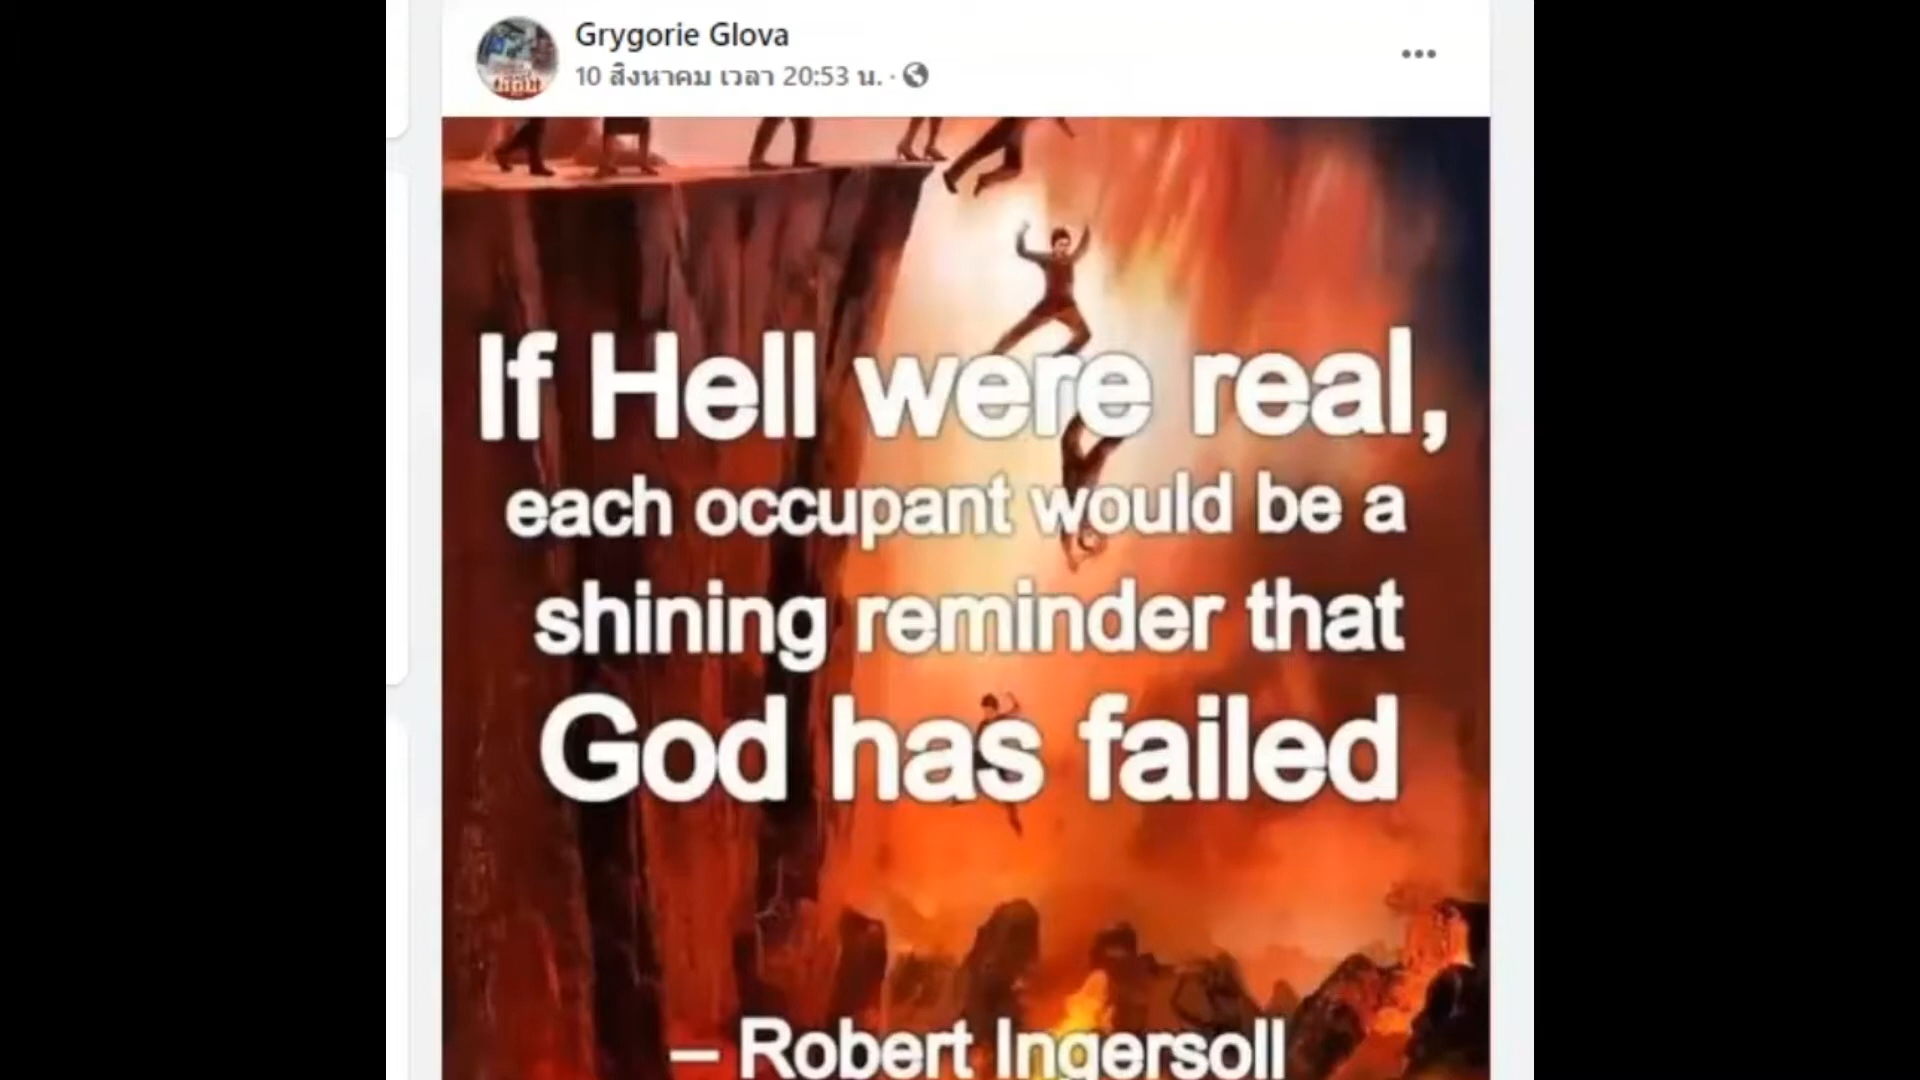 Grygorie Glova
10 สิงหาคม เวลา 20:53 น. ·
If Hell were real,
each occupant would be a
shining reminder that
God has failed
– Robert Ingersoll